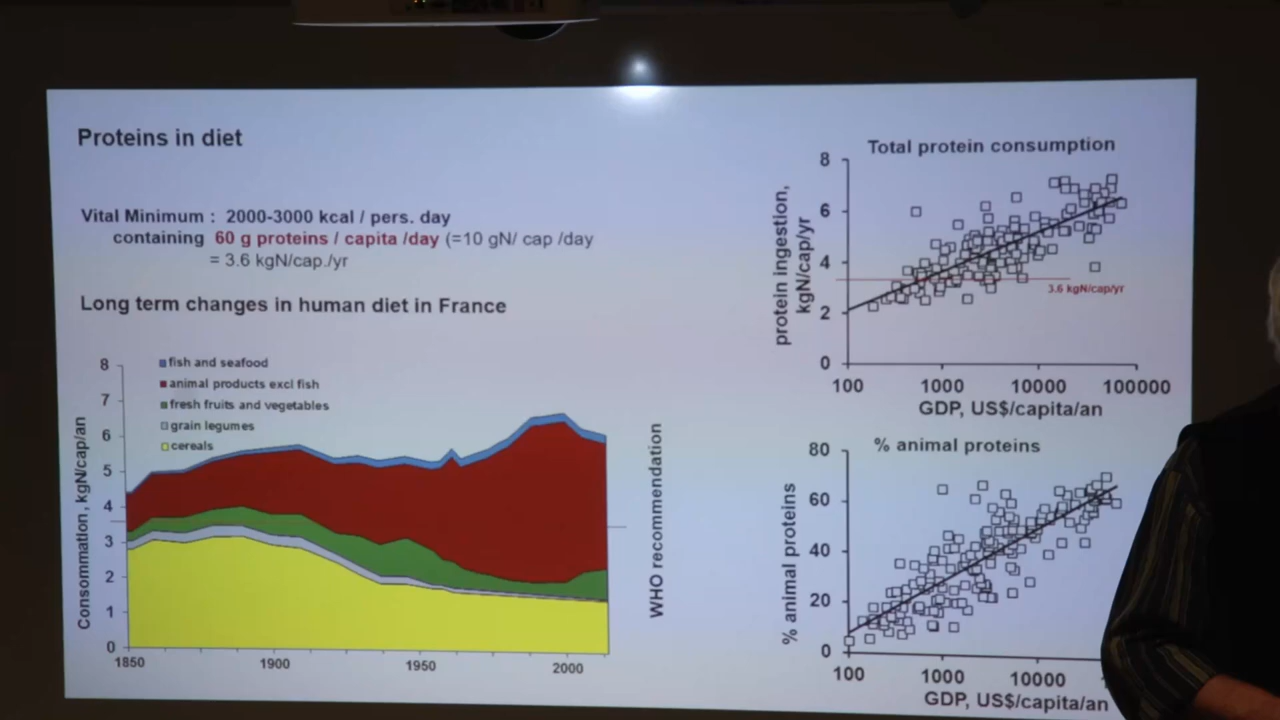 Proteins in diet
Vital Minimum : 2000-3000 kcal / pers. day
containing 60 g proteins / capita /day (=10 gN/ cap /day
= 3.6 kgN/cap./yr
Long term changes in human diet in France
8
7
6
5
4
3
2
1
0
Consommation, kgN/cap/an
fish and seafood
animal products excl fish
fresh fruits and vegetables
grain legumes
cereals
1850
1900
1950
2000
WHO recommendation
Total protein consumption
8
6
4
2
0
protein ingestion,
kgN/cap/yr
3.6 kgN/cap/yr
100
1000
10000
100000
GDP, US$/capita/an
% animal proteins
80
60
40
20
0
% animal proteins
100
1000
10000
GDP, US$/capita/an